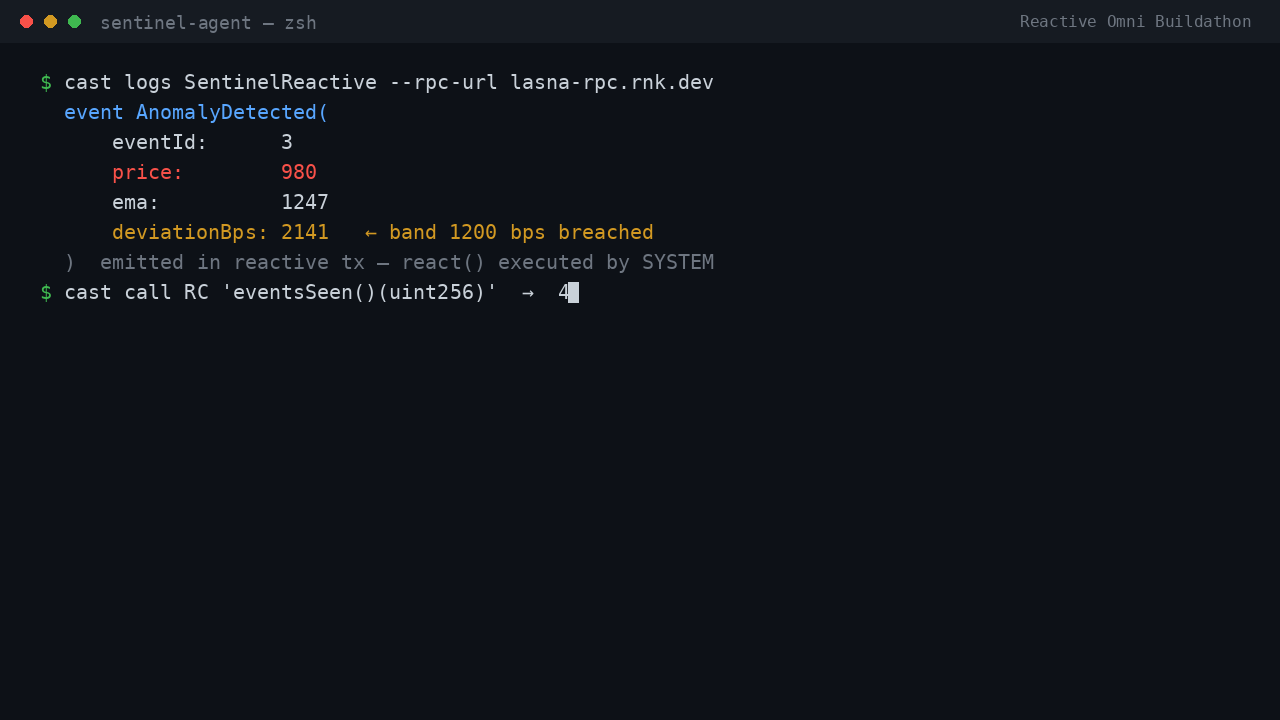 sentinel-agent — zsh
Reactive Omni Buildathon
$ cast logs SentinelReactive --rpc-url lasna-rpc.rnk.dev
event AnomalyDetected(
eventId: 3
price: 980
ema: 1247
deviationBps: 2141 ← band 1200 bps breached
) emitted in reactive tx — react() executed by SYSTEM
$ cast call RC 'eventsSeen()(uint256)' → 4